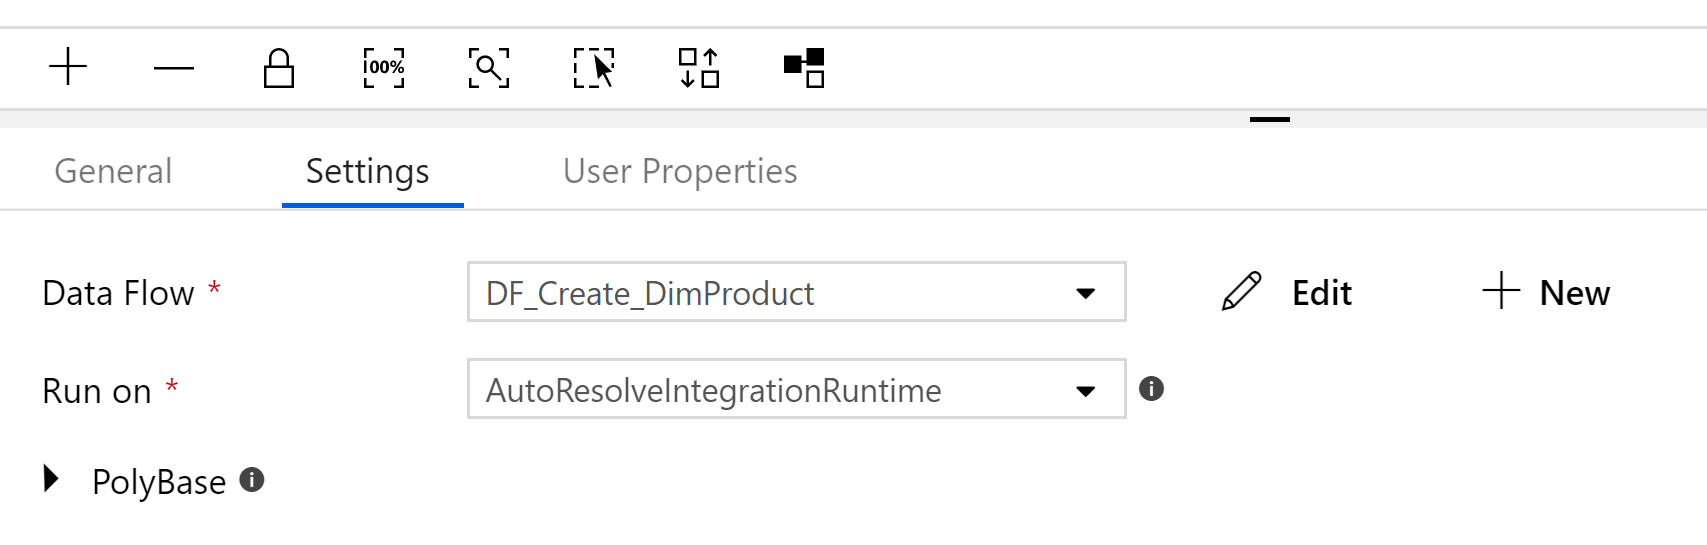 100%
General Settings User Properties
Data Flow * DF_Create_DimProduct Edit New
Run on * AutoResolveIntegrationRuntime
PolyBase